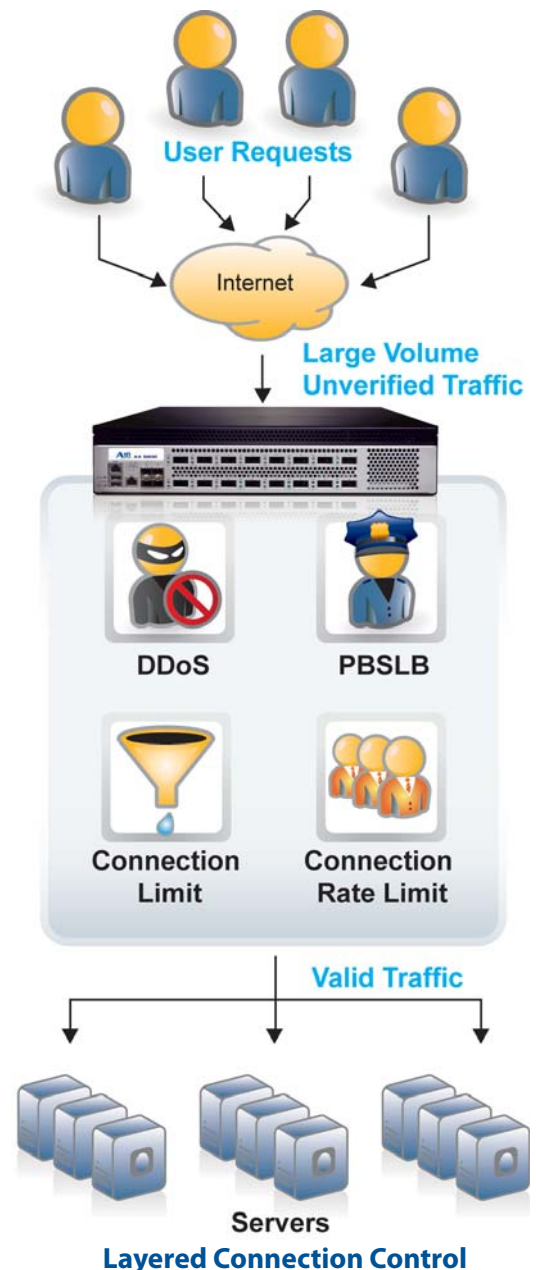 User Requests
Internet
Large Volume
Unverified Traffic
A10
DDoS
PBSLB
Connection
Limit
Connection
Rate Limit
Valid Traffic
Servers
Layered Connection Control